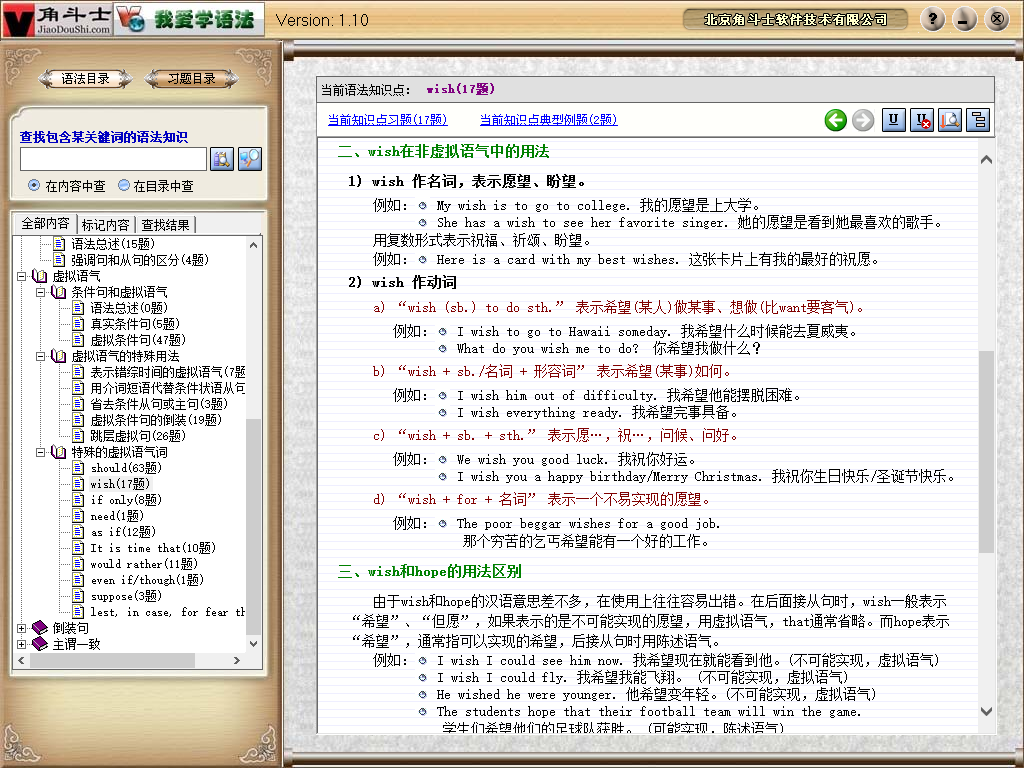 角斗士
JiaoDouShi.com
我爱学语法
Version: 1.10
北京角斗士软件技术有限公司
语法目录
习题目录
查找包含某关键词的语法知识
在内容中查
在目录中查
全部内容
标记内容
查找结果
语法总述(15题)
强调句和从句的区分(4题)
虚拟语气
条件句和虚拟语气
语法总述(0题)
真实条件句(5题)
虚拟条件句(47题)
虚拟语气的特殊用法
表示错综时间的虚拟语气(7题
用介词短语代替条件状语从句
省去条件从句或主句(3题)
虚拟条件句的倒装(19题)
跳层虚拟句(26题)
特殊的虚拟语气词
should(63题)
wish(17题)
if only(8题)
need(1题)
as if(12题)
It is time that(10题)
would rather(11题)
even if/though(1题)
suppose(3题)
lest, in case, for fear th
倒装句
主谓一致
当前语法知识点: wish(17题)
当前知识点习题(17题)
当前知识点典型例题(2题)
二、wish在非虚拟语气中的用法
1) wish 作名词，表示愿望、盼望。
例如: My wish is to go to college. 我的愿望是上大学。
She has a wish to see her favorite singer. 她的愿望是看到她最喜欢的歌手。
用复数形式表示祝福、祈颂、盼望。
例如: Here is a card with my best wishes. 这张卡片上有我的最好的祝愿。
2) wish 作动词
a) “wish (sb.) to do sth.” 表示希望(某人)做某事、想做(比want要客气)。
例如: I wish to go to Hawaii someday. 我希望什么时候能去夏威夷。
What do you wish me to do? 你希望我做什么?
b) “wish + sb./名词 + 形容词” 表示希望(某事)如何。
例如: I wish him out of difficulty. 我希望他能摆脱困难。
I wish everything ready. 我希望完事具备。
c) “wish + sb. + sth.” 表示愿…，祝…，问候、问好。
例如: We wish you good luck. 我祝你好运。
I wish you a happy birthday/Merry Christmas. 我祝你生日快乐/圣诞节快乐。
d) “wish + for + 名词” 表示一个不易实现的愿望。
例如: The poor beggar wishes for a good job.
那个穷苦的乞丐希望能有一个好的工作。
三、wish和hope的用法区别
由于wish和hope的汉语意思差不多，在使用上往往容易出错。在后面接从句时，wish一般表示
“希望”、“但愿”，如果表示的是不可能实现的愿望，用虚拟语气，that通常省略。而hope表示
“希望”，通常指可以实现的希望，后接从句时用陈述语气。
例如: I wish I could see him now. 我希望现在就能看到他。(不可能实现，虚拟语气)
I wish I could fly. 我希望我能飞翔。 (不可能实现，虚拟语气)
He wished he were younger. 他希望变年轻。(不可能实现，虚拟语气)
The students hope that their football team will win the game.
学生们希望他们的足球队获胜。 (可能实现，陈述语气)